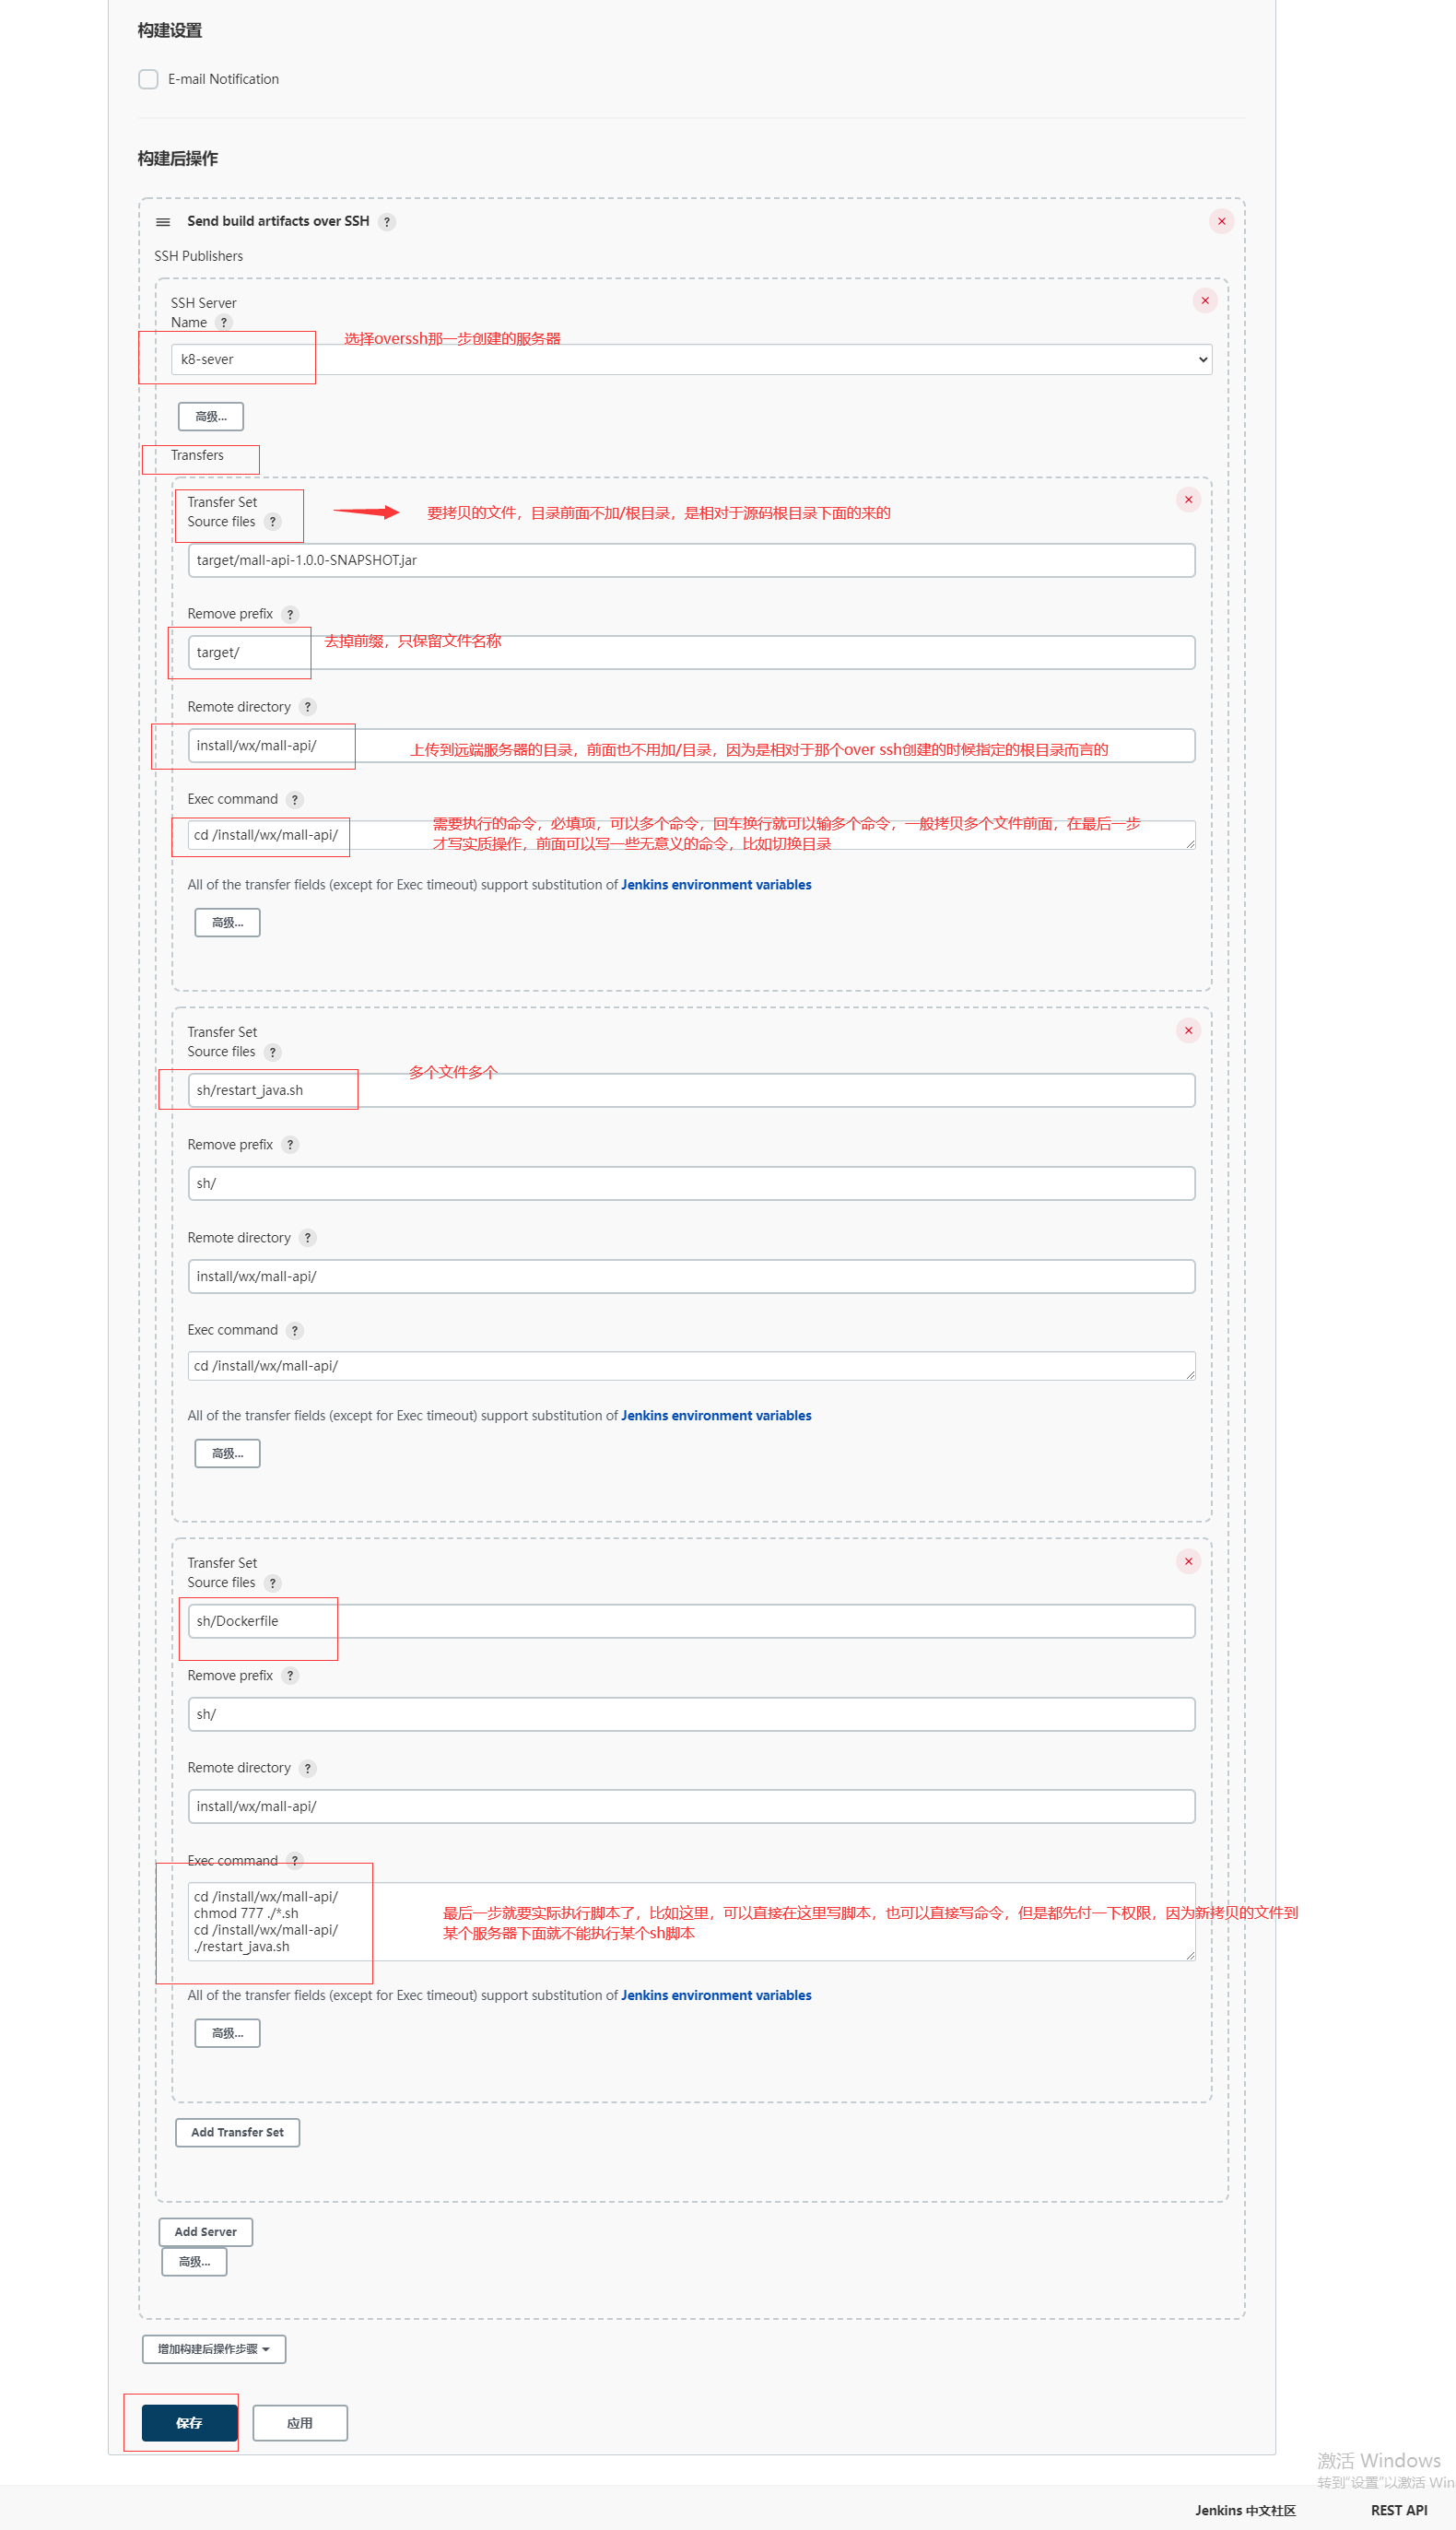 构建设置
E-mail Notification
构建后操作
Send build artifacts over SSH ?
SSH Publishers
SSH Server
Name ?
选择overssh那一步创建的服务器
k8-sever
高级...
Transfers
Transfer Set
Source files ?
要拷贝的文件，目录前面不加/根目录，是相对于源码根目录下面的来的
target/mall-api-1.0.0-SNAPSHOT.jar
Remove prefix ?
去掉前缀，只保留文件名称
target/
Remote directory ?
install/wx/mall-api/
上传到远端服务器的目录，前面也不用加/目录，因为是相对于那个over ssh创建的时候指定的根目录而言的
Exec command ?
cd /install/wx/mall-api/
需要执行的命令，必填项，可以多个命令，回车换行就可以输多个命令，一般拷贝多个文件前面，在最后一步
才写实质操作，前面可以写一些无意义的命令，比如切换目录
All of the transfer fields (except for Exec timeout) support substitution of Jenkins environment variables
高级...
Transfer Set
Source files ?
多个文件多个
sh/restart_java.sh
Remove prefix ?
sh/
Remote directory ?
install/wx/mall-api/
Exec command ?
cd /install/wx/mall-api/
All of the transfer fields (except for Exec timeout) support substitution of Jenkins environment variables
高级...
Transfer Set
Source files ?
sh/Dockerfile
Remove prefix ?
sh/
Remote directory ?
install/wx/mall-api/
Exec command ?
cd /install/wx/mall-api/
chmod 777 ./*.sh
cd /install/wx/mall-api/
./restart_java.sh
最后一步就要实际执行脚本了，比如这里，可以直接在这里写脚本，也可以直接写命令，但是都先付一下权限，因为新拷贝的文件到
某个服务器下面就不能执行某个sh脚本
All of the transfer fields (except for Exec timeout) support substitution of Jenkins environment variables
高级...
Add Transfer Set
Add Server
高级...
增加构建后操作步骤
保存 应用
激活 Windows
转到"设置"以激活 Win
Jenkins 中文社区 REST API